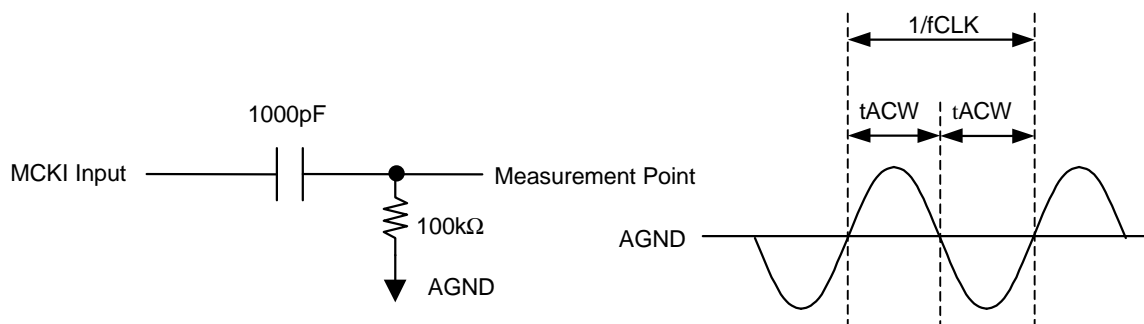 1000pF
MCKI Input
Measurement Point
100kΩ
AGND
1/fCLK
tACW
tACW
AGND